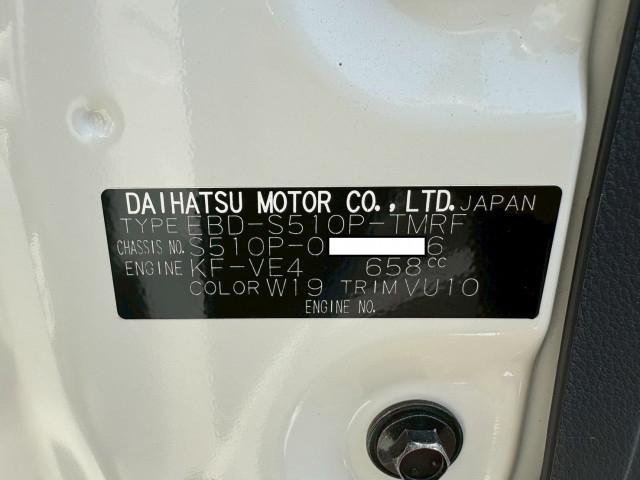 DAIHATSU MOTOR CO., LTD. JAPAN
TYPE EBD-S510P-TMRF
CHASSIS NO. S510P-0 6
ENGINE KF-VE4 658cc
COLOR W19 TRIM VU10
ENGINE NO.